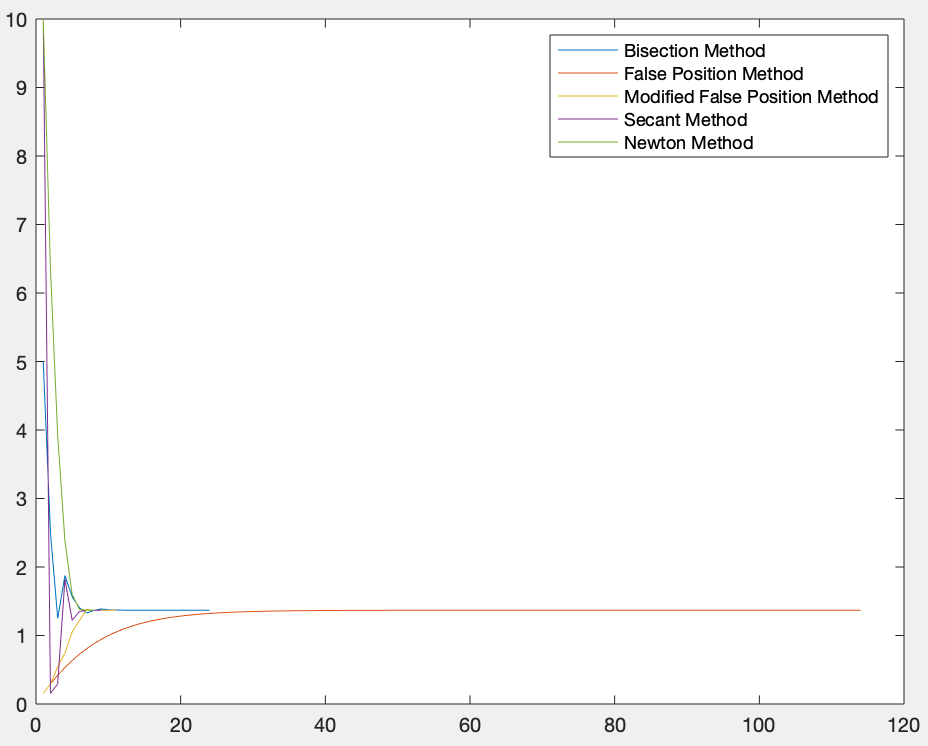 10
9
8
7
6
5
4
3
2
1
0
Bisection Method
False Position Method
Modified False Position Method
Secant Method
Newton Method
0 20 40 60 80 100 120